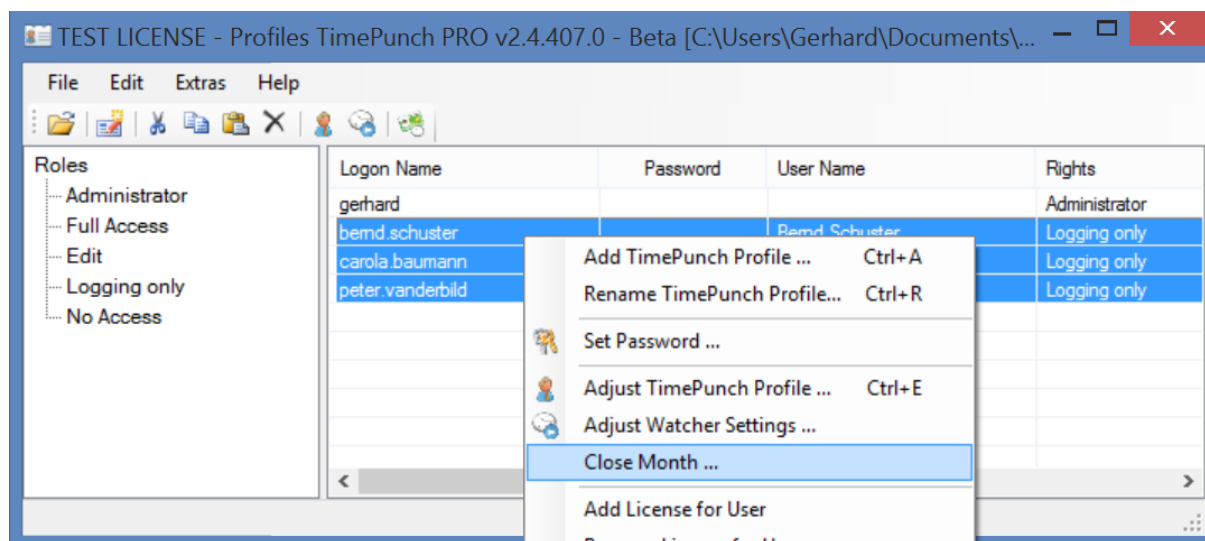 TEST LICENSE - Profiles TimePunch PRO v2.4.407.0 - Beta [C:\Users\Gerhard\Documents\...
File Edit Extras Help
Roles
Administrator
Full Access
Edit
Logging only
No Access
Logon Name Password User Name Rights
gerhard Administrator
bernd.schuster Bernd Schuster Logging only
carola.baumann Logging only
peter.vanderbild Logging only
Add TimePunch Profile ... Ctrl+A
Rename TimePunch Profile... Ctrl+R
Set Password ...
Adjust TimePunch Profile ... Ctrl+E
Adjust Watcher Settings ...
Close Month ...
Add License for User